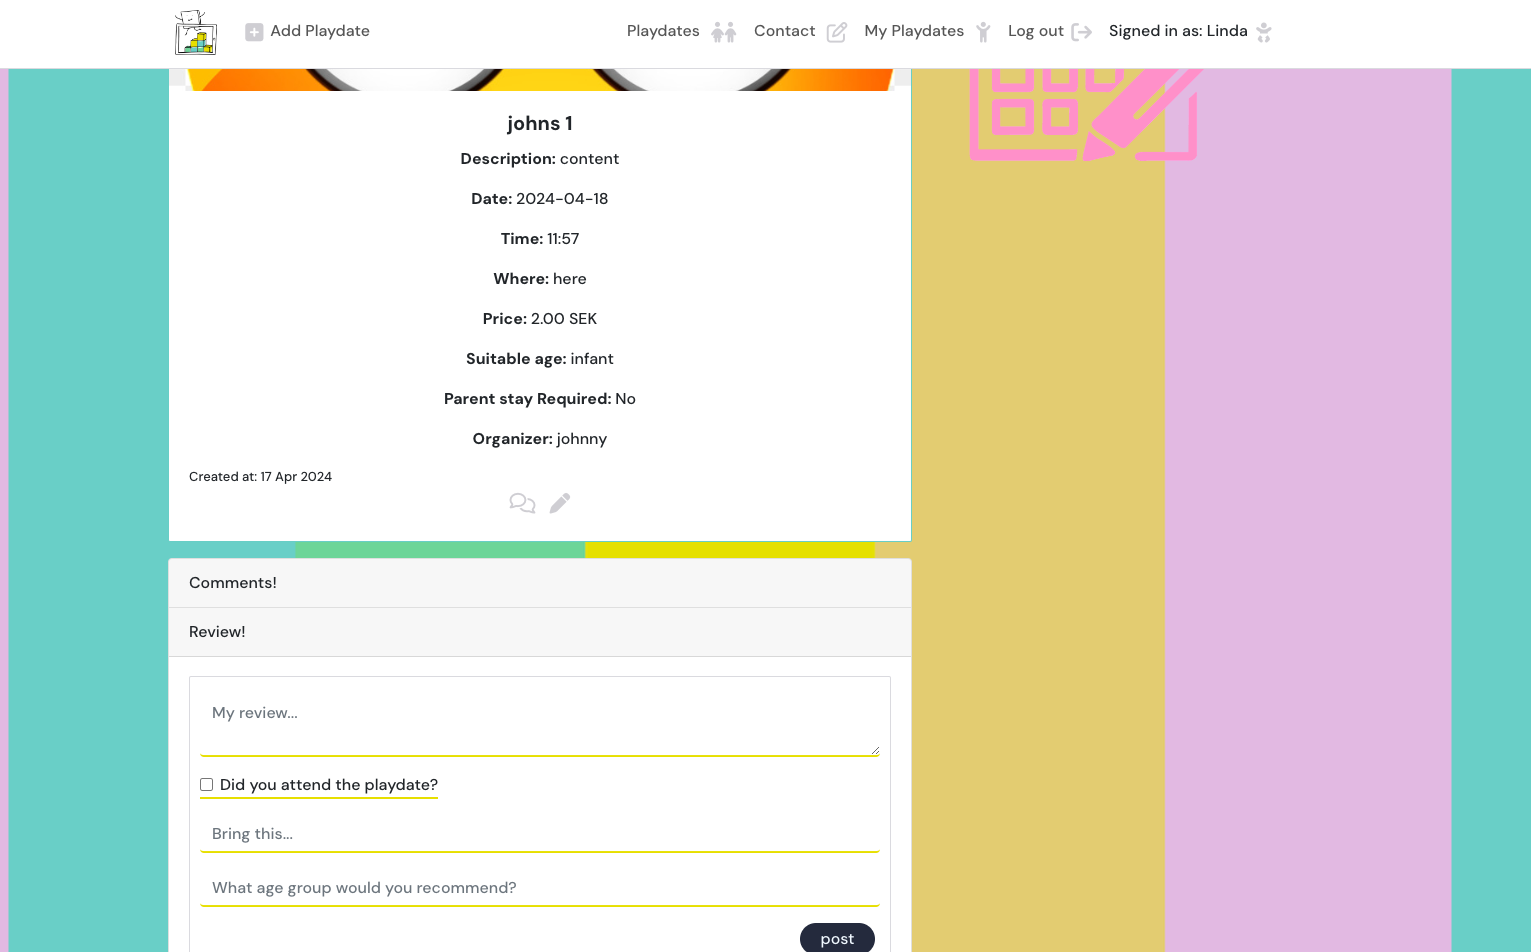 Add Playdate
Playdates
Contact
My Playdates
Log out
Signed in as: Linda
johns 1
Description: content
Date: 2024-04-18
Time: 11:57
Where: here
Price: 2.00 SEK
Suitable age: infant
Parent stay Required: No
Organizer: johnny
Created at: 17 Apr 2024
Comments!
Review!
My review...
Did you attend the playdate?
Bring this...
What age group would you recommend?
post